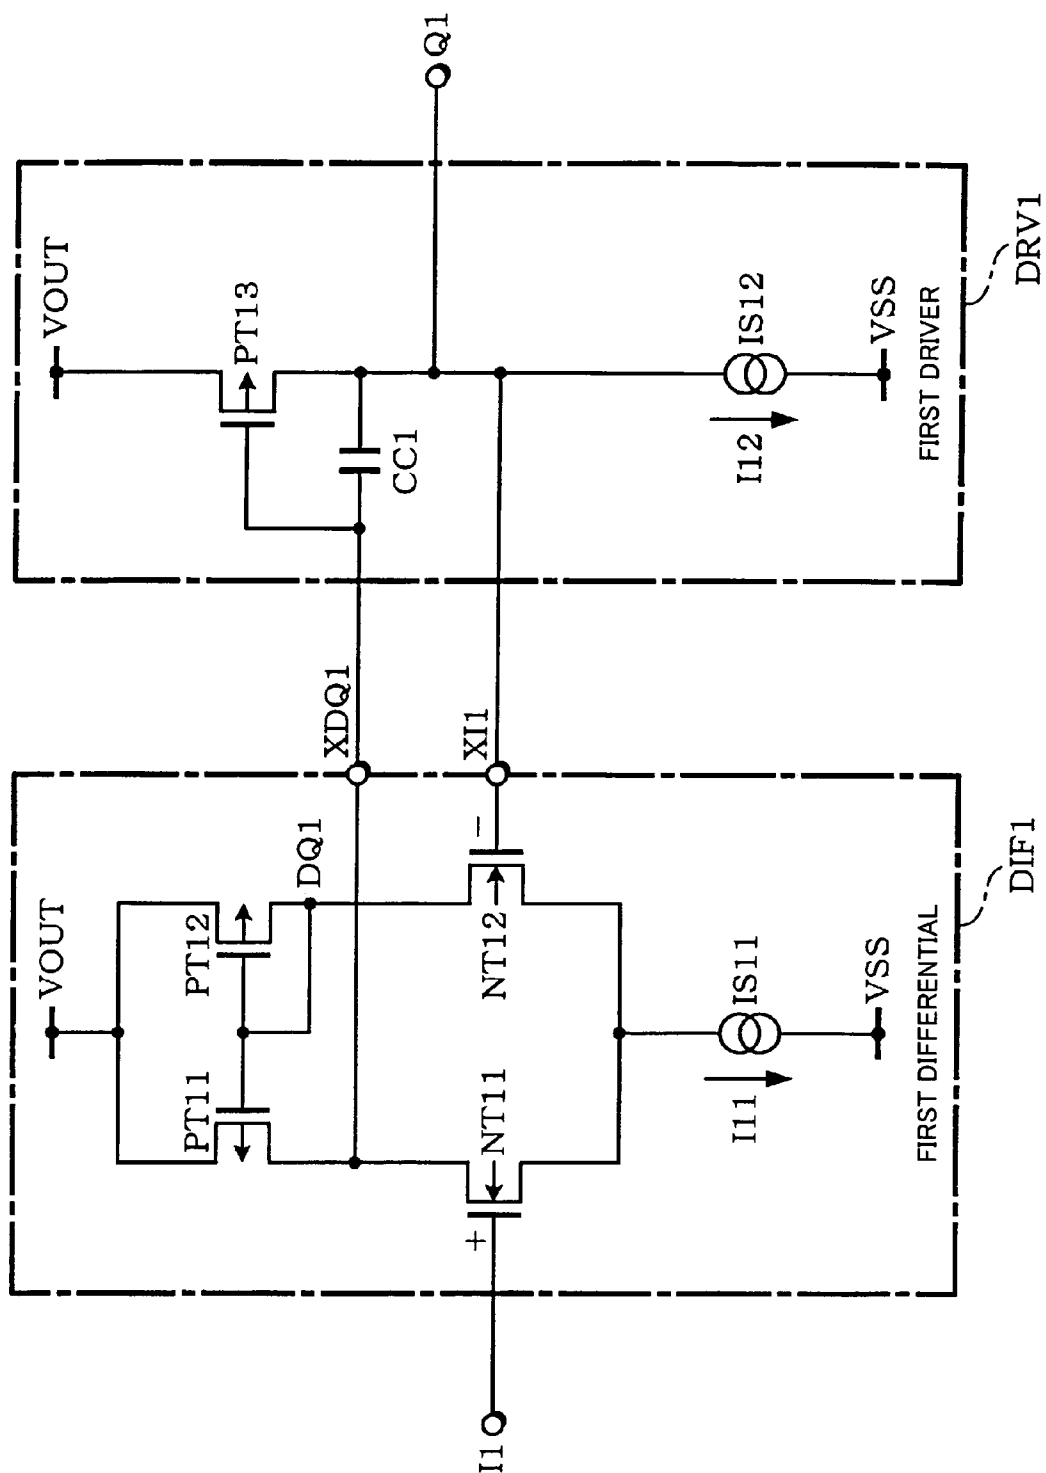 I1
+
VOUT
PT11
PT12
DQ1
NT11
NT12
−
I11
IS11
VSS
FIRST DIFFERENTIAL
DIF1
XDQ1
XI1
VOUT
PT13
CC1
Q1
I12
IS12
VSS
FIRST DRIVER
DRV1